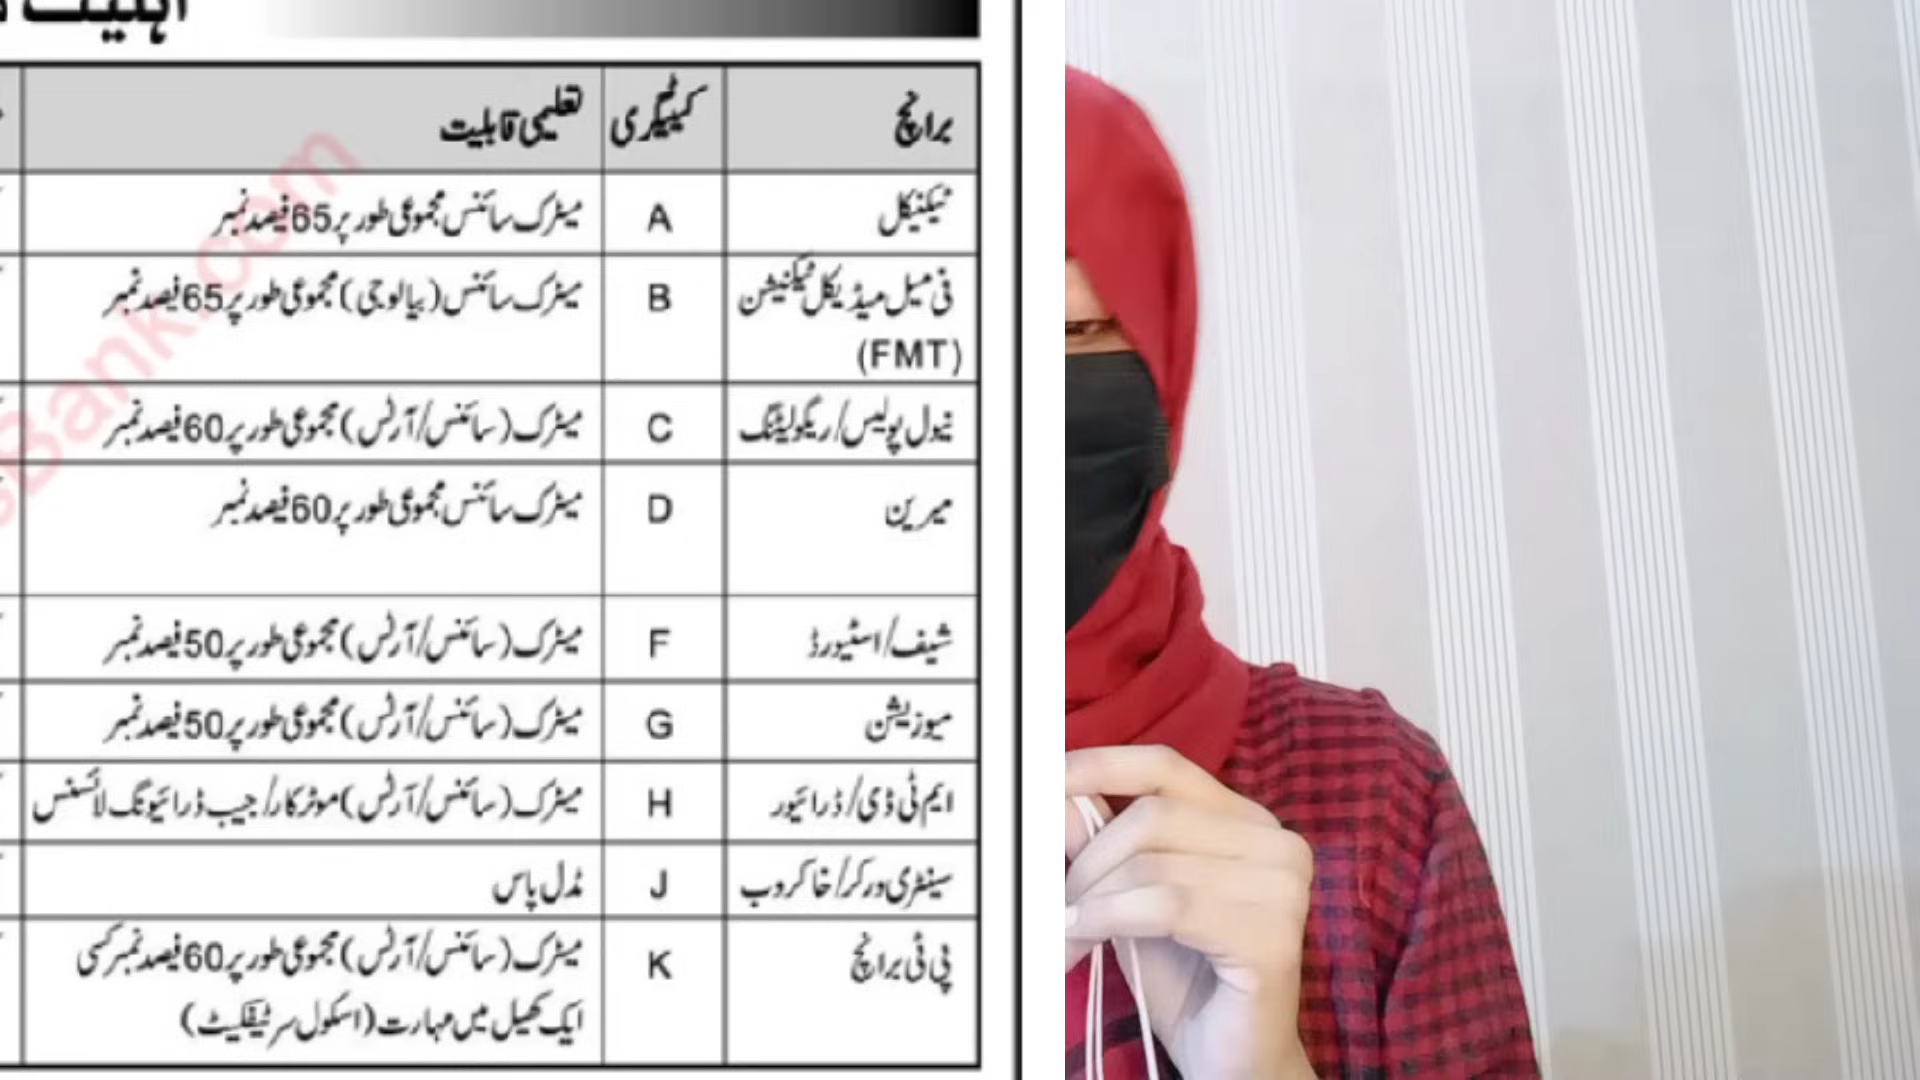 اہلیت
برانچ کیٹیگری تعلیمی قابلیت
ٹیکنیکل A میٹرک سائنس مجموعی طور پر 65 فیصد نمبر
فی میل میڈیکل ٹیکنیشن B میٹرک سائنس (بیالوجی) مجموعی طور پر 65 فیصد نمبر
(FMT)
نیول پولیس/ریگولیٹنگ C میٹرک (سائنس/آرٹس) مجموعی طور پر 60 فیصد نمبر
میرین D میٹرک سائنس مجموعی طور پر 60 فیصد نمبر
شیف/اسٹیورڈ F میٹرک (سائنس/آرٹس) مجموعی طور پر 50 فیصد نمبر
میوزیشن G میٹرک (سائنس/آرٹس) مجموعی طور پر 50 فیصد نمبر
ایم ٹی ڈی/ڈرائیور H میٹرک (سائنس/آرٹس) موٹر کار/جیپ ڈرائیونگ لائسنس
سینٹری ورکر/خاکروب J مڈل پاس
پی ٹی برانچ K میٹرک (سائنس/آرٹس) مجموعی طور پر 60 فیصد نمبر کسی
ایک کھیل میں مہارت (اسکول سرٹیفکیٹ)
Bank.com